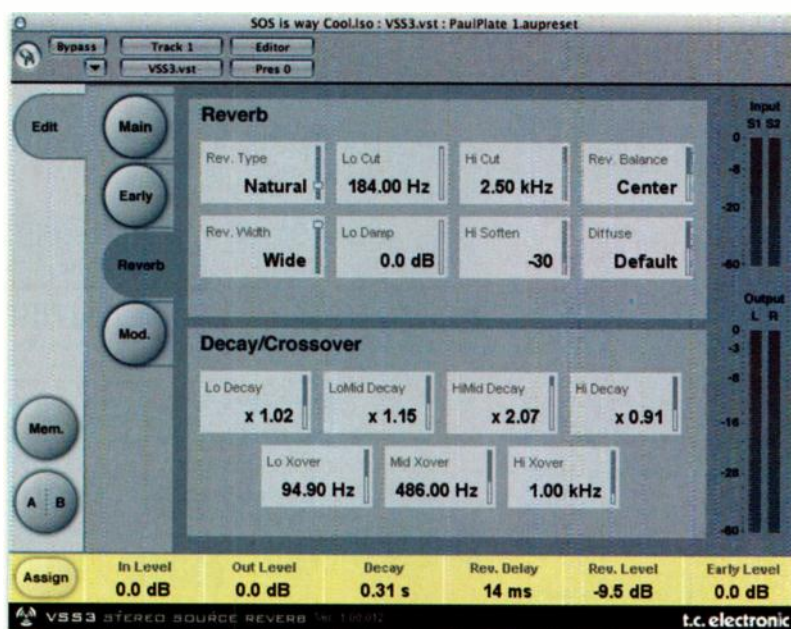 SOS is way Cool.lso : VSS3.vst : PaulPlate 1.aupreset
Bypass Track 1 Editor
VSS3.vst Pres 0
Edit
Main
Early
Reverb
Mod.
Mem.
A B
Reverb
Rev. Type Lo Cut Hi Cut Rev. Balance
Natural 184.00 Hz 2.50 kHz Center
Rev. Width Lo Damp Hi Soften Diffuse
Wide 0.0 dB -30 Default
Decay/Crossover
Lo Decay LoMid Decay HiMid Decay Hi Decay
x 1.02 x 1.15 x 2.07 x 0.91
Lo Xover Mid Xover Hi Xover
94.90 Hz 486.00 Hz 1.00 kHz
Input
S1 S2
0
-8
-20
-60
Output
L R
0
-3
-8
-16
-28
-60
Assign
In Level Out Level Decay Rev. Delay Rev. Level Early Level
0.0 dB 0.0 dB 0.31 s 14 ms -9.5 dB 0.0 dB
VSS3 STEREO SOURCE REVERB
t.c. electronic